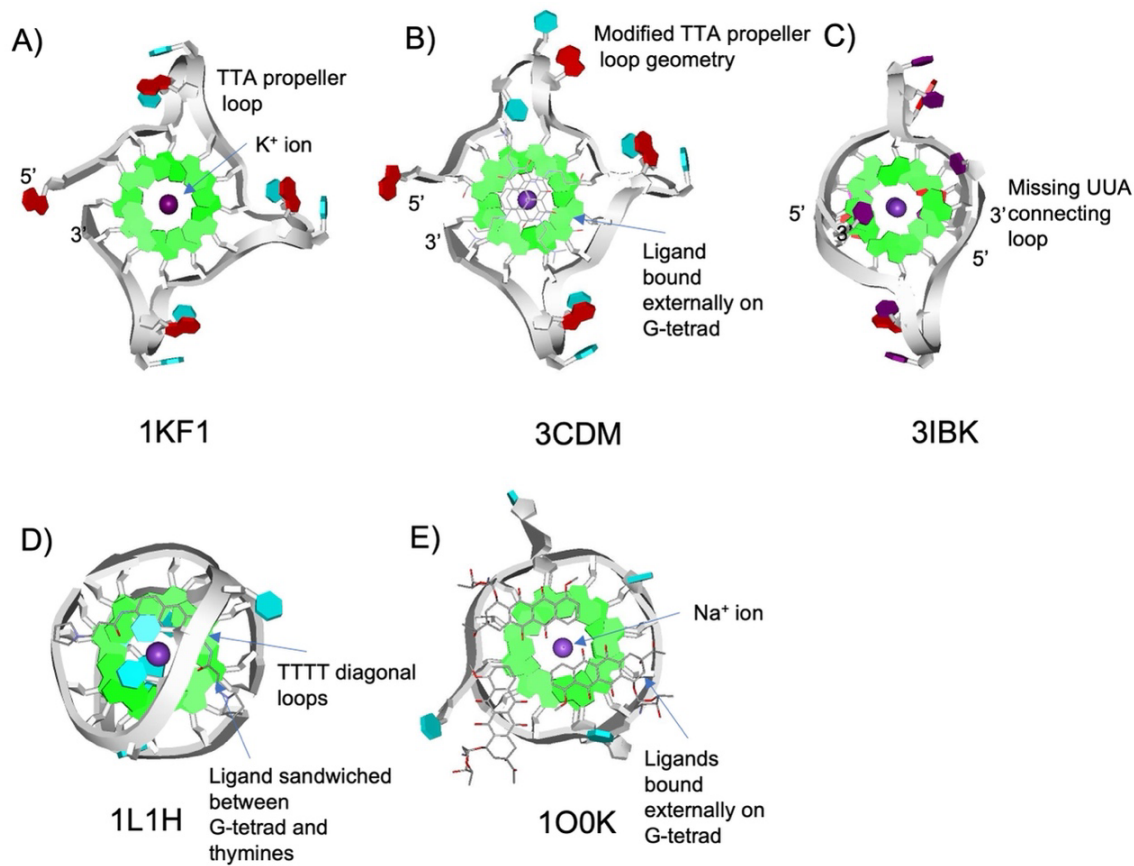 A)
TTA propeller
loop
K+ ion
5’
3’
1KF1
B)
Modified TTA propeller
loop geometry
5’
3’
Ligand
bound
externally on
G-tetrad
3CDM
C)
5’
3’
3’
5’
Missing UUA
connecting
loop
3IBK
D)
TTTT diagonal
loops
Ligand sandwiched
between
G-tetrad and
thymines
1L1H
E)
Na+ ion
Ligands
bound
externally on
G-tetrad
1O0K